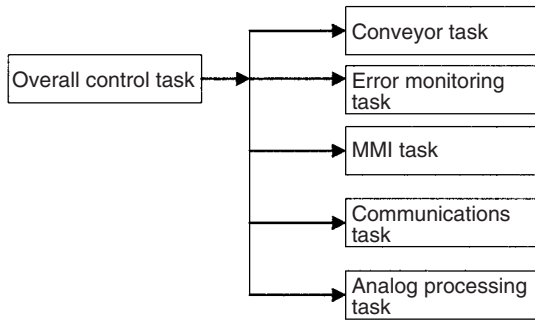 Conveyor task
Overall control task
Error monitoring
task
MMI task
Communications
task
Analog processing
task